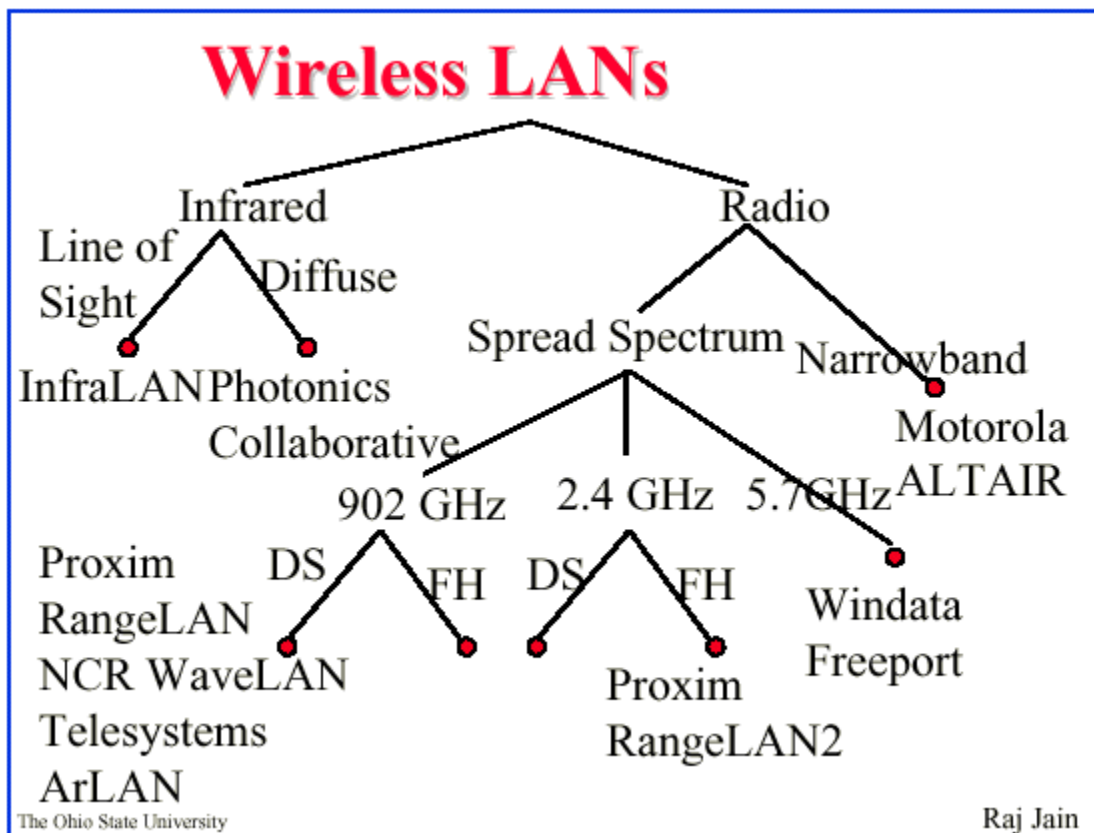 Wireless LANs
Infrared
Radio
Line of
Sight
Diffuse
Spread Spectrum
Narrowband
InfraLAN
Photonics
Collaborative
Motorola
ALTAIR
902 GHz
2.4 GHz
5.7GHz
DS
FH
DS
FH
Proxim
RangeLAN
NCR WaveLAN
Telesystems
ArLAN
Proxim
RangeLAN2
Windata
Freeport
The Ohio State University
Raj Jain